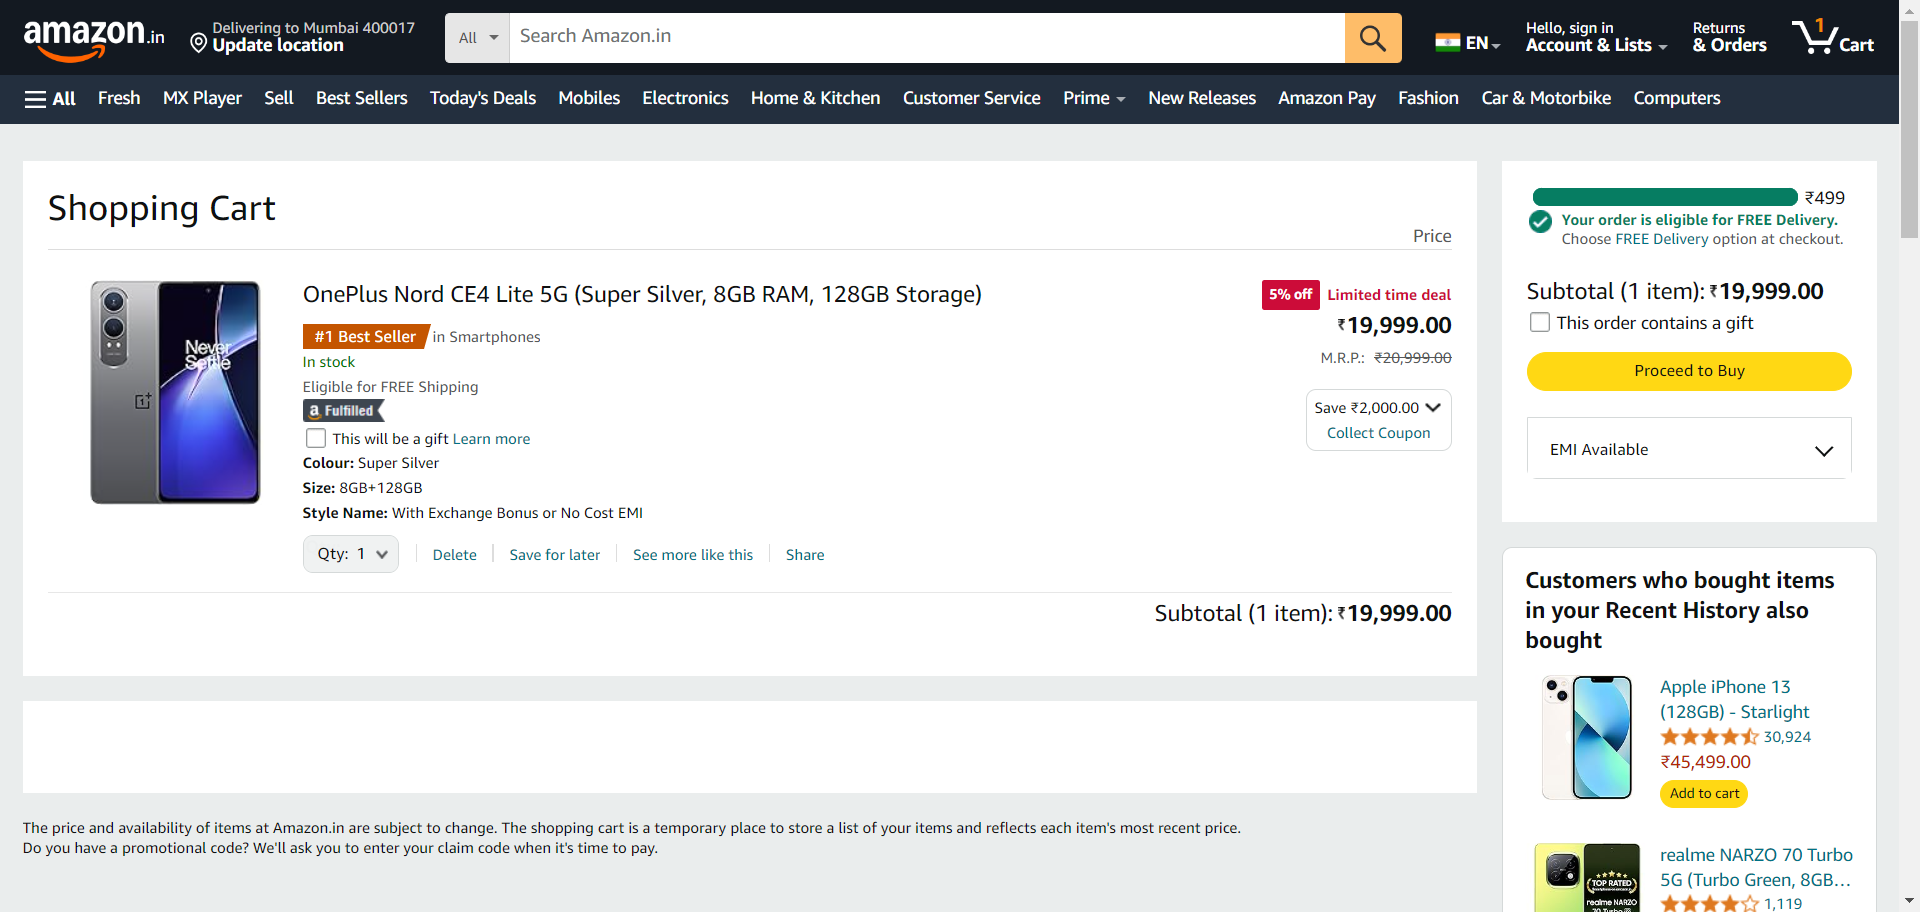 amazon.in
Delivering to Mumbai 400017
Update location
All
Search Amazon.in
EN
Hello, sign in
Account & Lists
Returns
& Orders
1
Cart
All
Fresh
MX Player
Sell
Best Sellers
Today's Deals
Mobiles
Electronics
Home & Kitchen
Customer Service
Prime
New Releases
Amazon Pay
Fashion
Car & Motorbike
Computers
Shopping Cart
Price
Never
Settle
OnePlus Nord CE4 Lite 5G (Super Silver, 8GB RAM, 128GB Storage)
#1 Best Seller in Smartphones
In stock
Eligible for FREE Shipping
a Fulfilled
This will be a gift Learn more
Colour: Super Silver
Size: 8GB+128GB
Style Name: With Exchange Bonus or No Cost EMI
Qty: 1
Delete
Save for later
See more like this
Share
5% off Limited time deal
₹19,999.00
M.R.P.: ₹20,999.00
Save ₹2,000.00
Collect Coupon
Subtotal (1 item): ₹19,999.00
The price and availability of items at Amazon.in are subject to change. The shopping cart is a temporary place to store a list of your items and reflects each item's most recent price.
Do you have a promotional code? We'll ask you to enter your claim code when it's time to pay.
₹499
Your order is eligible for FREE Delivery.
Choose FREE Delivery option at checkout.
Subtotal (1 item): ₹19,999.00
This order contains a gift
Proceed to Buy
EMI Available
Customers who bought items
in your Recent History also
bought
Apple iPhone 13
(128GB) - Starlight
30,924
₹45,499.00
Add to cart
TOP RATED
realme NARZO
70 Turbo
realme NARZO 70 Turbo
5G (Turbo Green, 8GB…
1,119